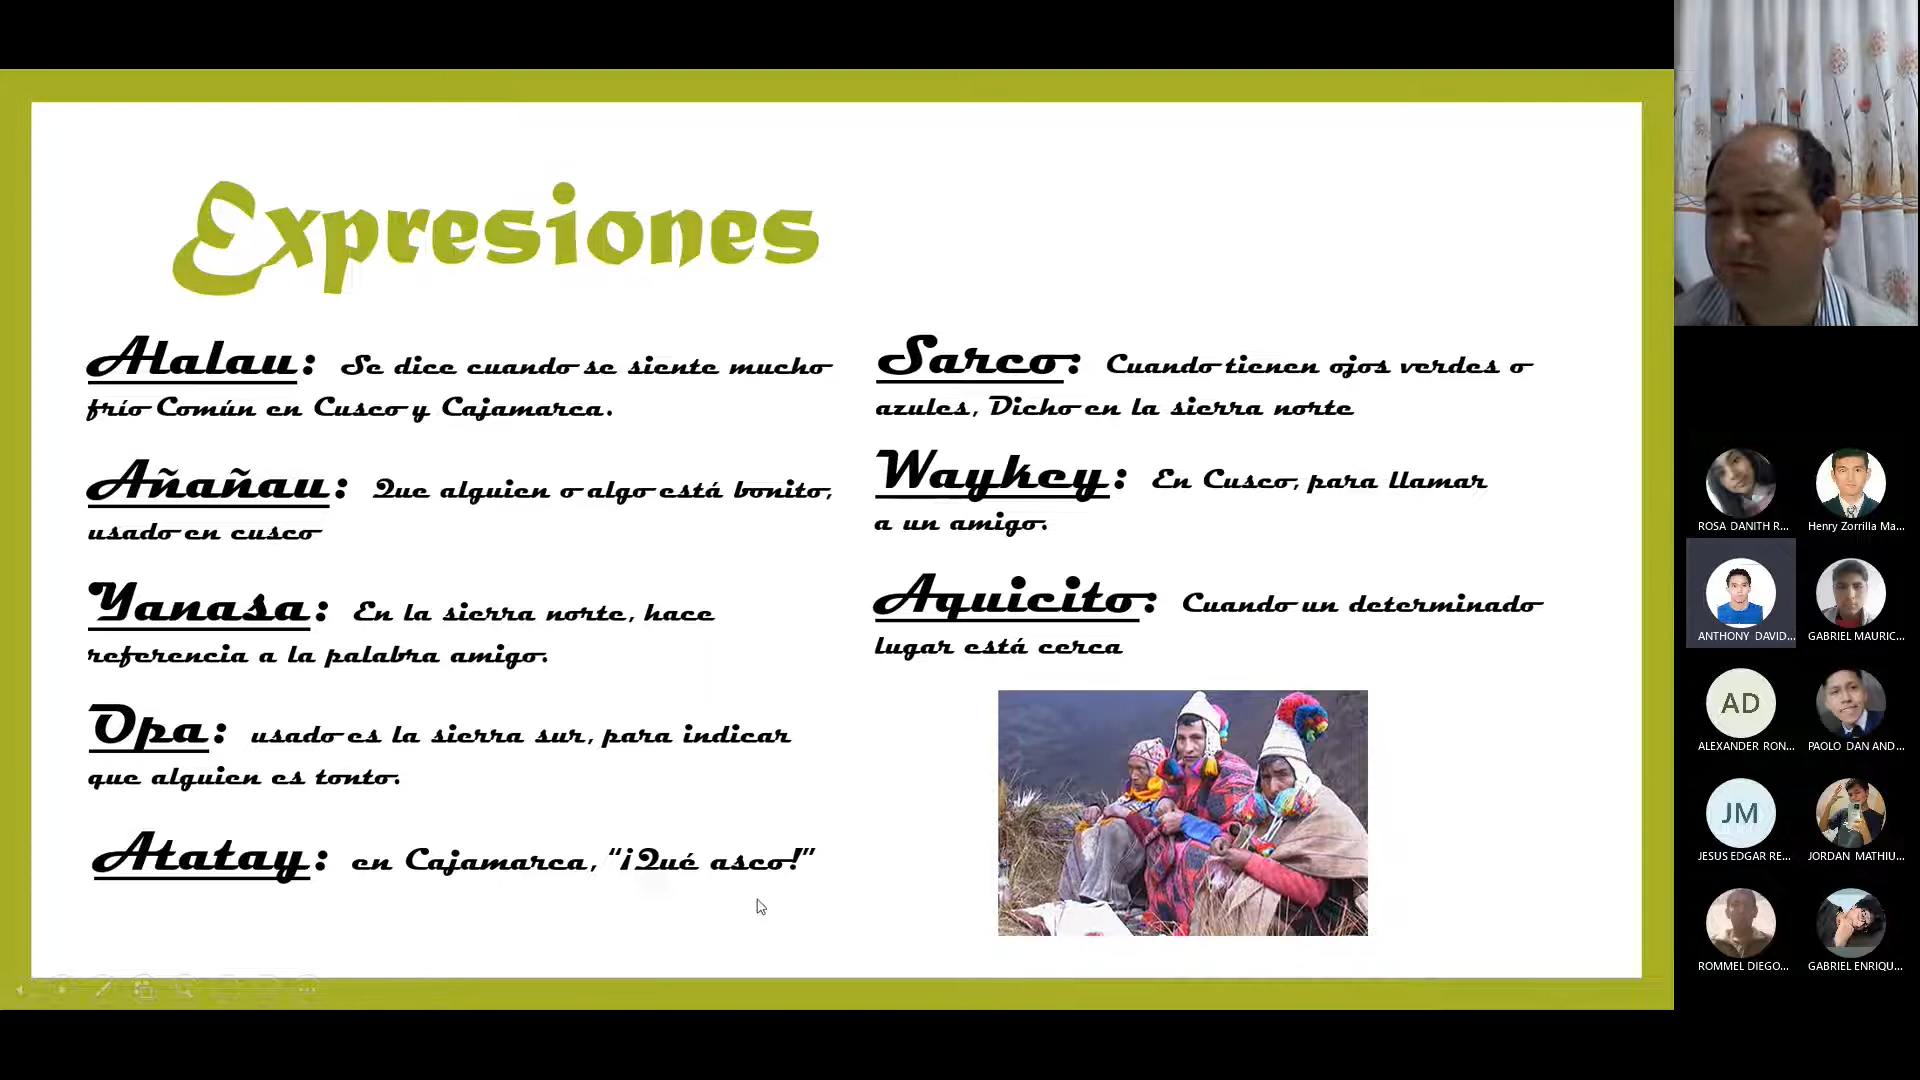 Expresiones
Alalau: Se dice cuando se siente mucho
frío Común en Cusco y Cajamarca.
Añañau: Que alguien o algo está bonito,
usado en cusco
Yanasa: En la sierra norte, hace
referencia a la palabra amigo.
Opa: usado es la sierra sur, para indicar
que alguien es tonto.
Atatay: en Cajamarca, “¡Qué asco!”
Sarco: Cuando tienen ojos verdes o
azules, Dicho en la sierra norte
Waykey: En Cusco, para llamar
a un amigo.
Aquicito: Cuando un determinado
lugar está cerca
ROSA DANITH R...
Henry Zorrilla Ma...
ANTHONY DAVID...
GABRIEL MAURIC...
AD
ALEXANDER RON...
PAOLO DAN AND...
JM
JESUS EDGAR RE...
JORDAN MATHIU...
ROMMEL DIEGO...
GABRIEL ENRIQU...